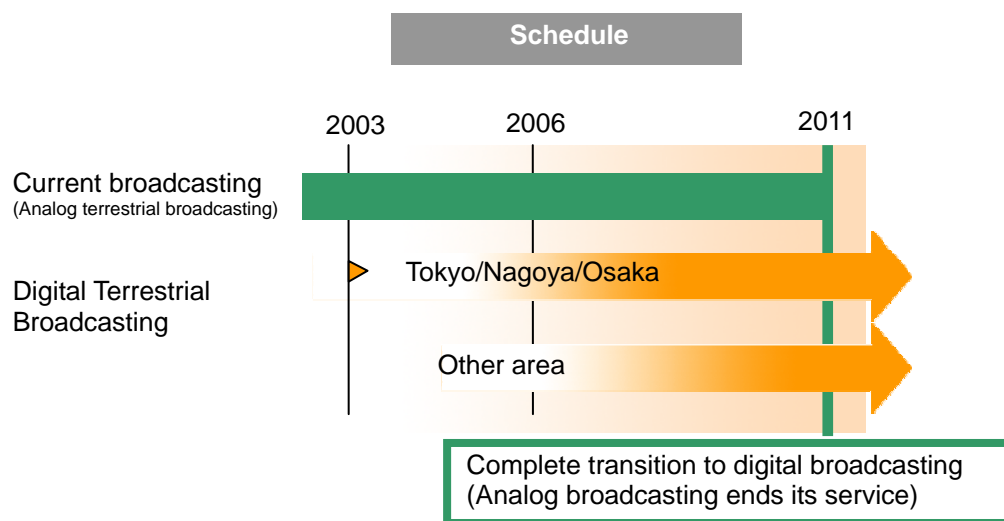 Schedule
2003
2006
2011
Current broadcasting
(Analog terrestrial broadcasting)
Tokyo/Nagoya/Osaka
Digital Terrestrial
Broadcasting
Other area
Complete transition to digital broadcasting
(Analog broadcasting ends its service)